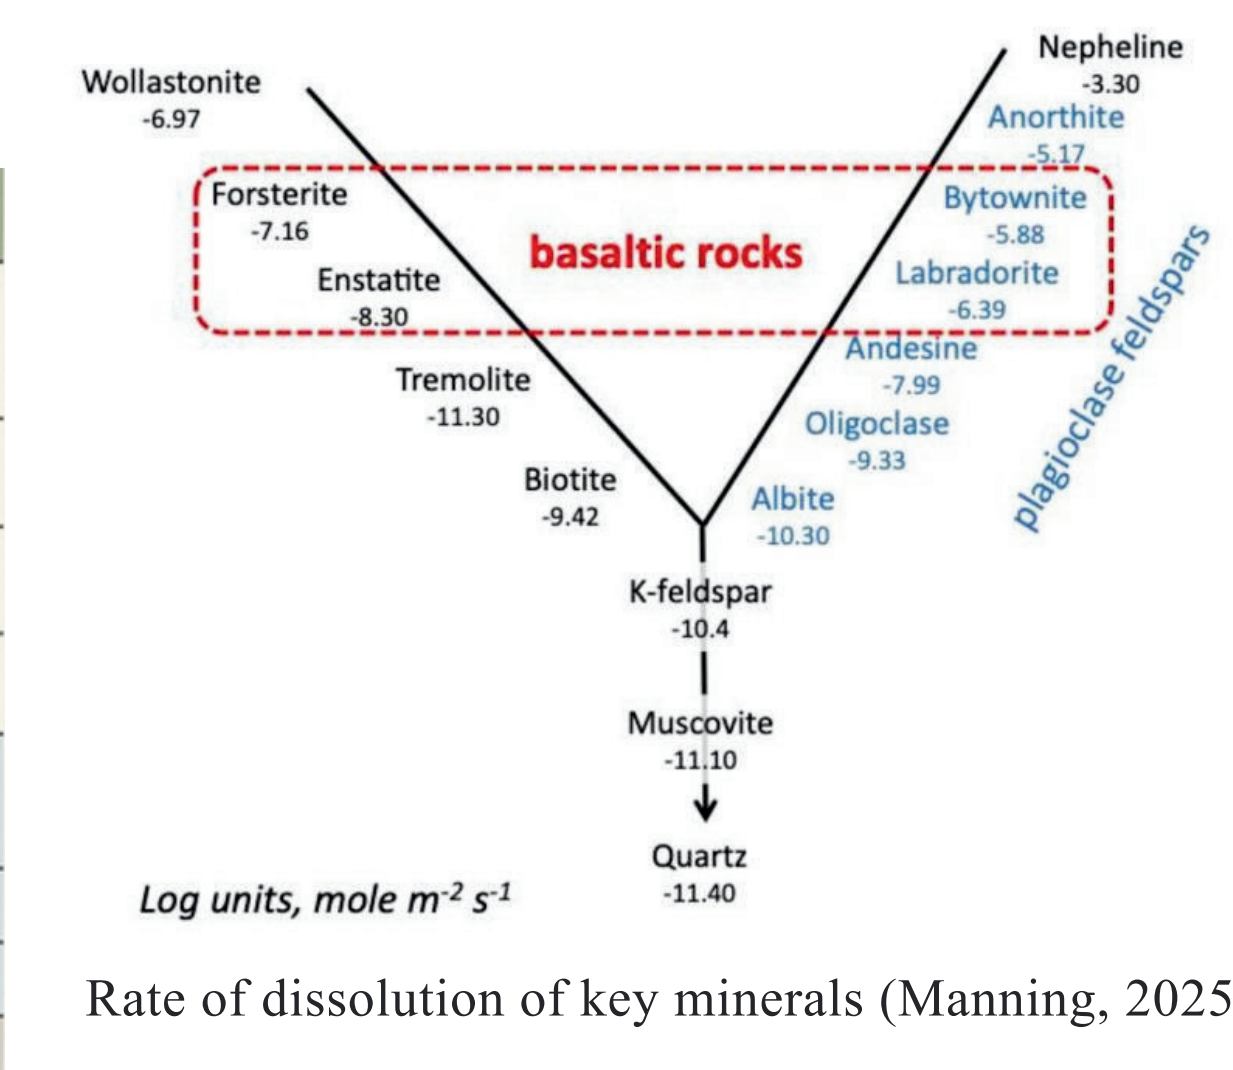 Nepheline
-3.30
Wollastonite
-6.97
Anorthite
-5.17
Forsterite
-7.16
Bytownite
-5.88
basaltic rocks
Enstatite
-8.30
Labradorite
-6.39
plagioclase feldspars
Andesine
-7.99
Tremolite
-11.30
Oligoclase
-9.33
Biotite
-9.42
Albite
-10.30
K-feldspar
-10.4
Muscovite
-11.10
Quartz
-11.40
Log units, mole m⁻² s⁻¹
Rate of dissolution of key minerals (Manning, 2025